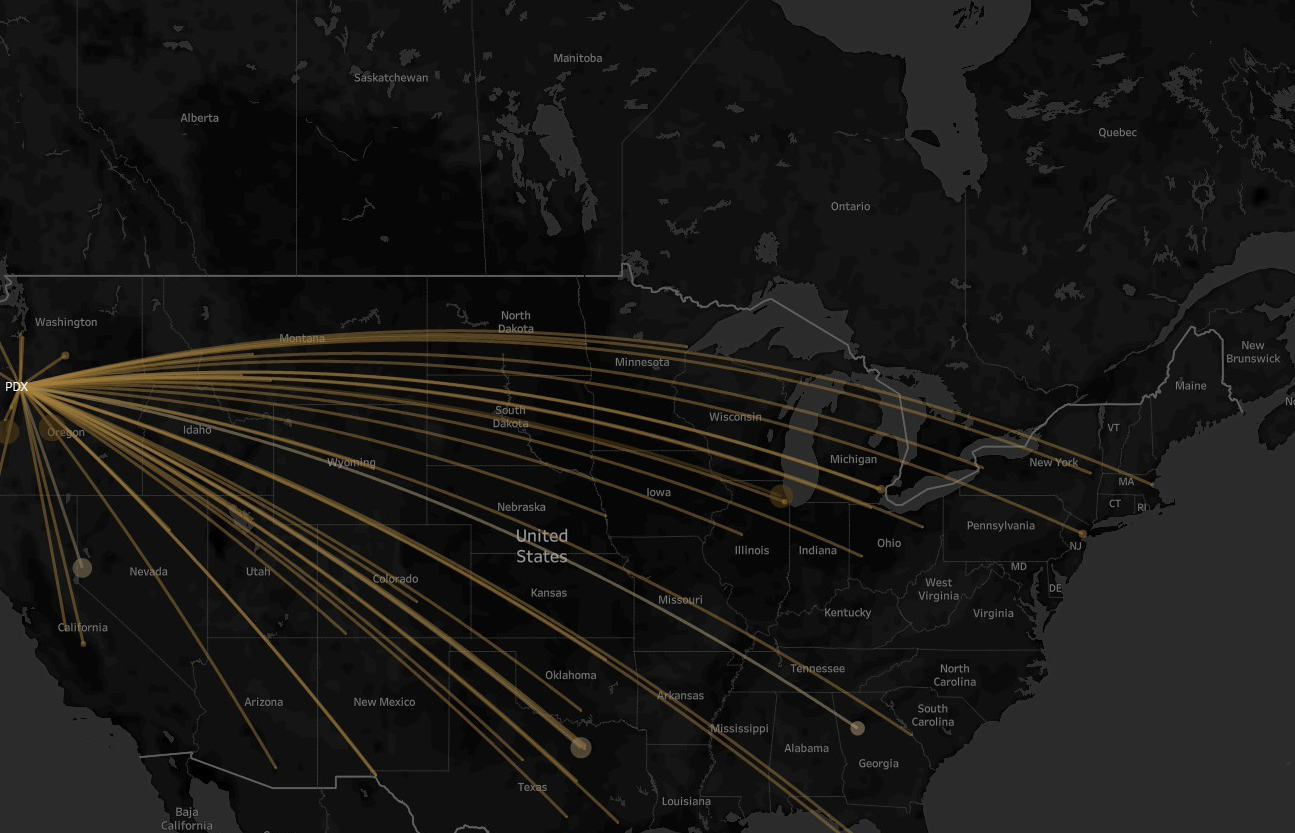 Manitoba
Saskatchewan
Alberta
Quebec
Ontario
Washington
North
Dakota
Montana
New
Brunswick
Minnesota
PDX
Maine
South
Dakota
Wisconsin
VT
Oregon
Idaho
Wyoming
Michigan
New York
MA
Iowa
CT
RI
Nebraska
Pennsylvania
United
States
Illinois
Indiana
Ohio
NJ
MD
Nevada
Utah
Colorado
Kansas
West
Virginia
DE
Missouri
Kentucky
Virginia
California
Tennessee
North
Carolina
Oklahoma
Arkansas
Arizona
New Mexico
South
Carolina
Mississippi
Alabama
Georgia
Texas
Louisiana
Baja
California